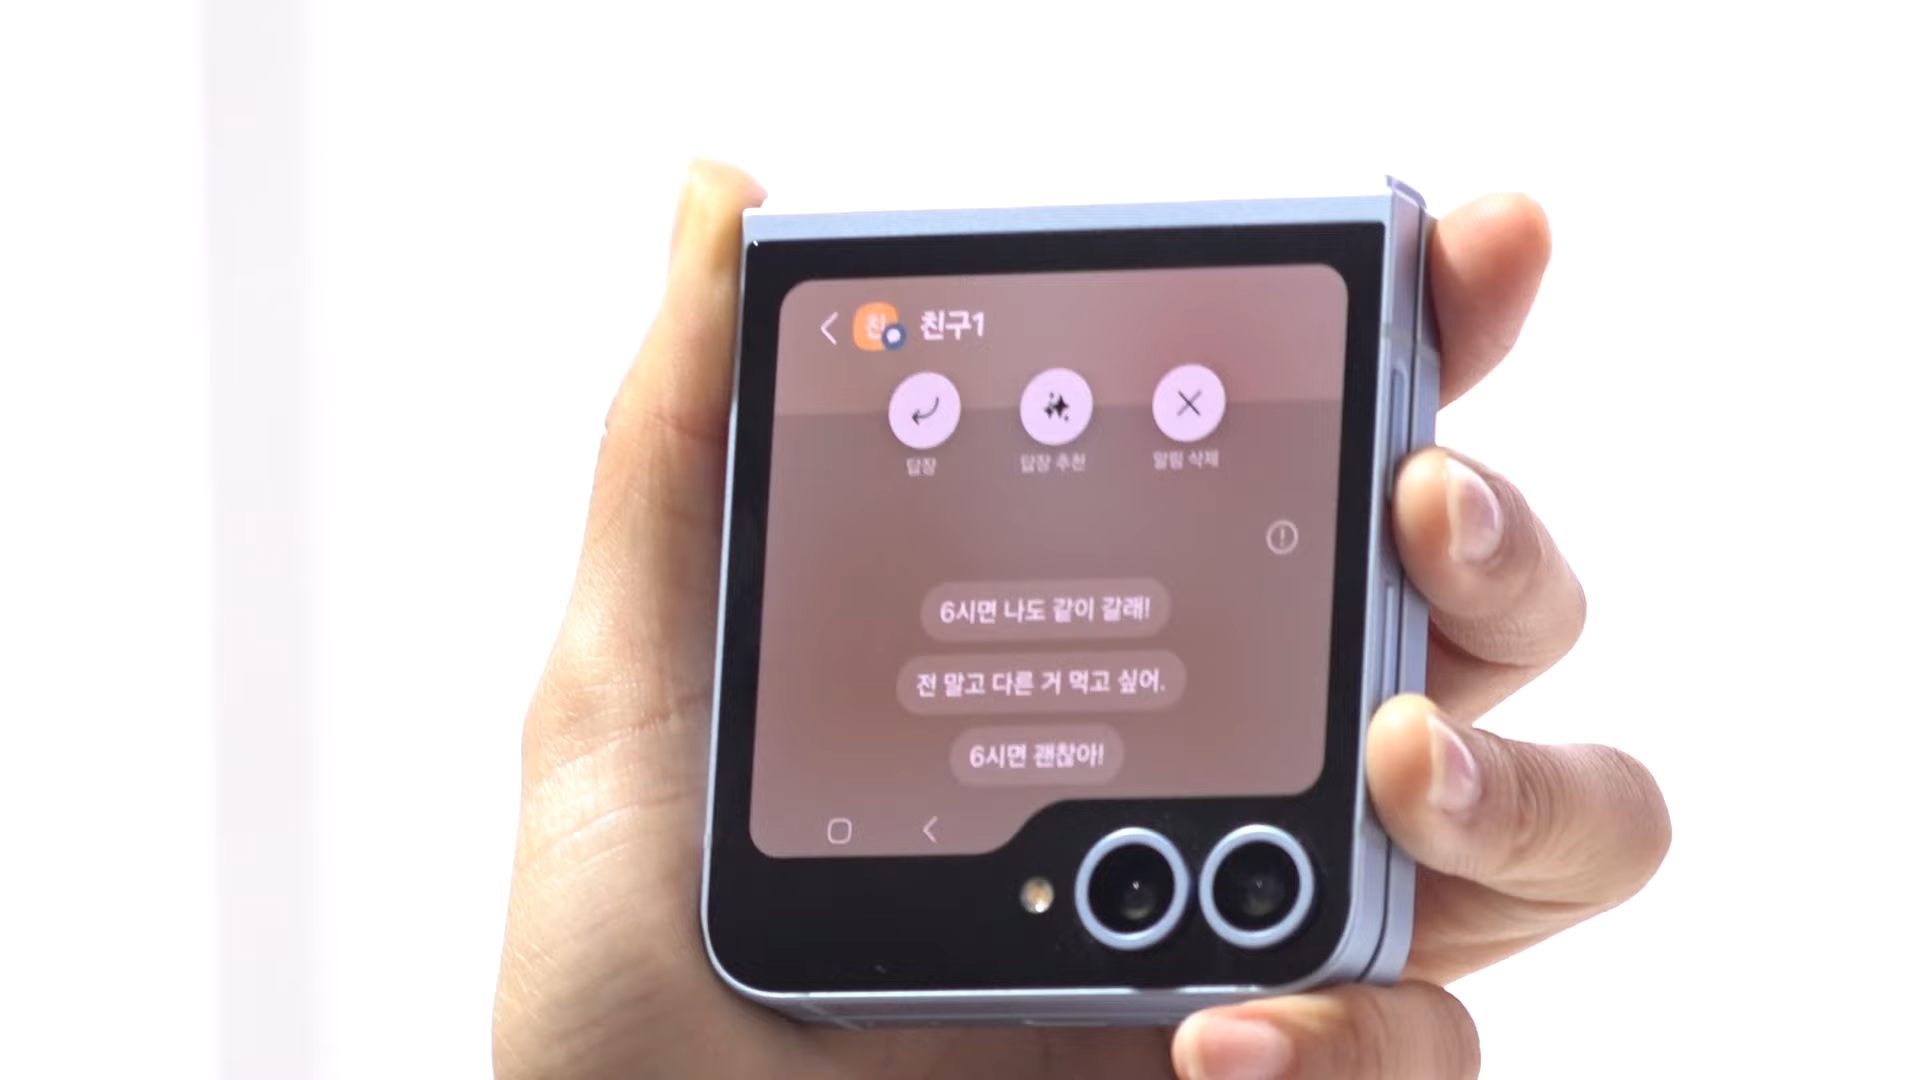 친 친구1
답장 답장 추천 알림 삭제
6시면 나도 같이 갈래!
전 말고 다른 거 먹고 싶어.
6시면 괜찮아!